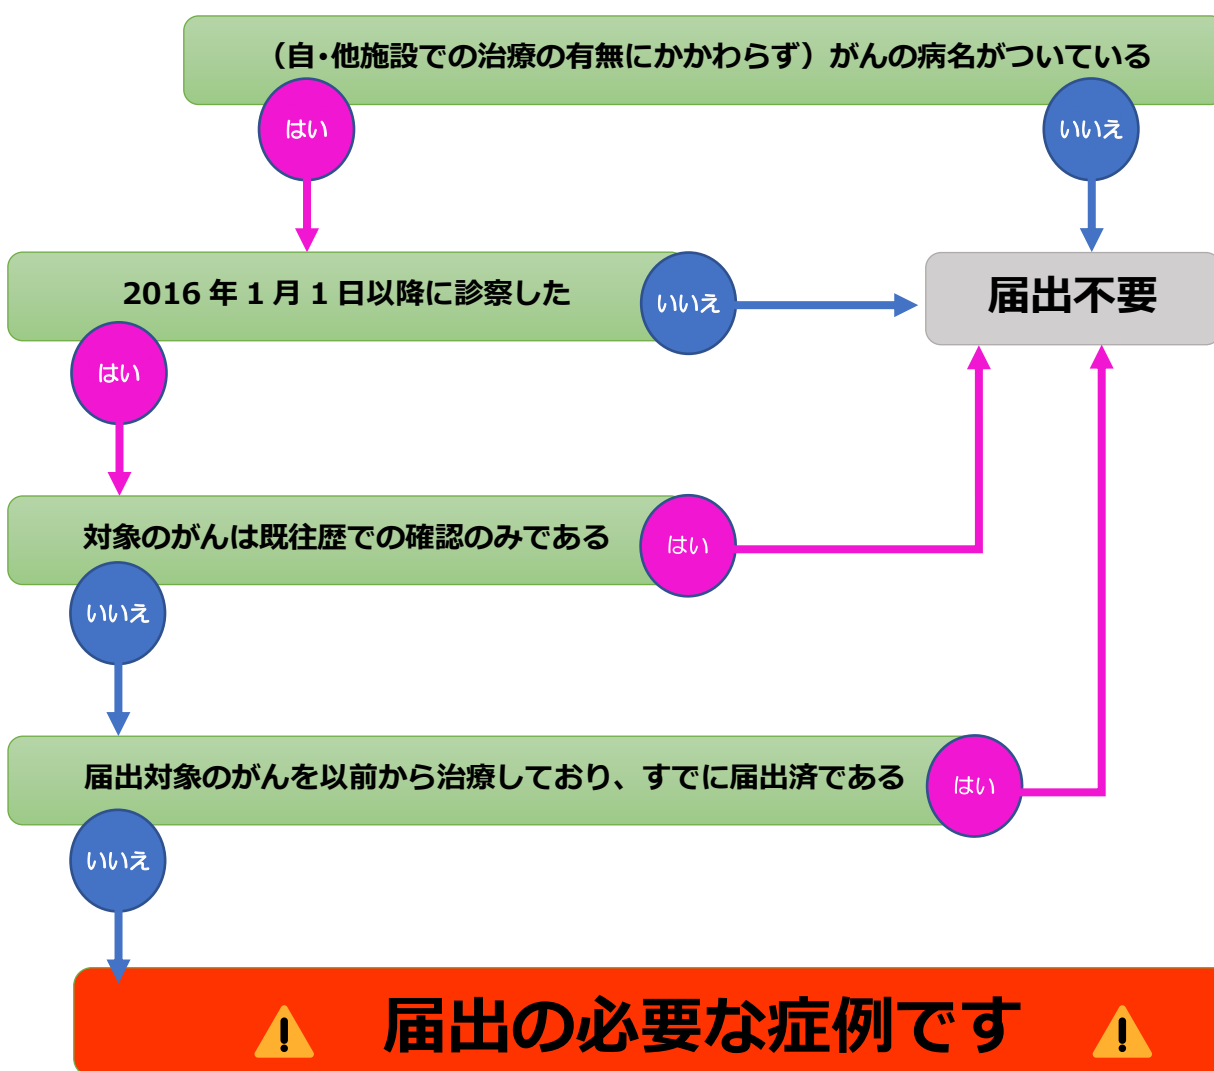 （自・他施設での治療の有無にかかわらず）がんの病名がついている
はい
いいえ
2016 年 1 月 1 日以降に診察した
いいえ
届出不要
はい
対象のがんは既往歴での確認のみである
はい
いいえ
届出対象のがんを以前から治療しており、すでに届出済である
はい
いいえ
届出の必要な症例です